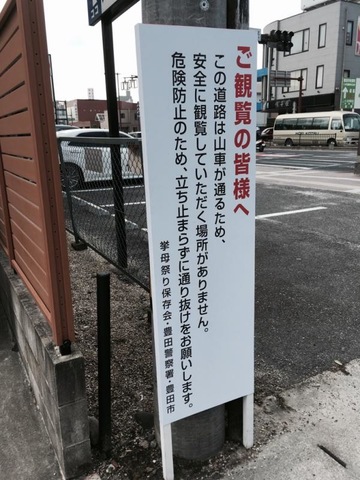 ご観覧の皆様へ
この道路は山車が通るため、
安全に観覧していただく場所がありません。
危険防止のため、立ち止まらずに通り抜けをお願いします。
挙母祭り保存会・豊田警察署・豊田市